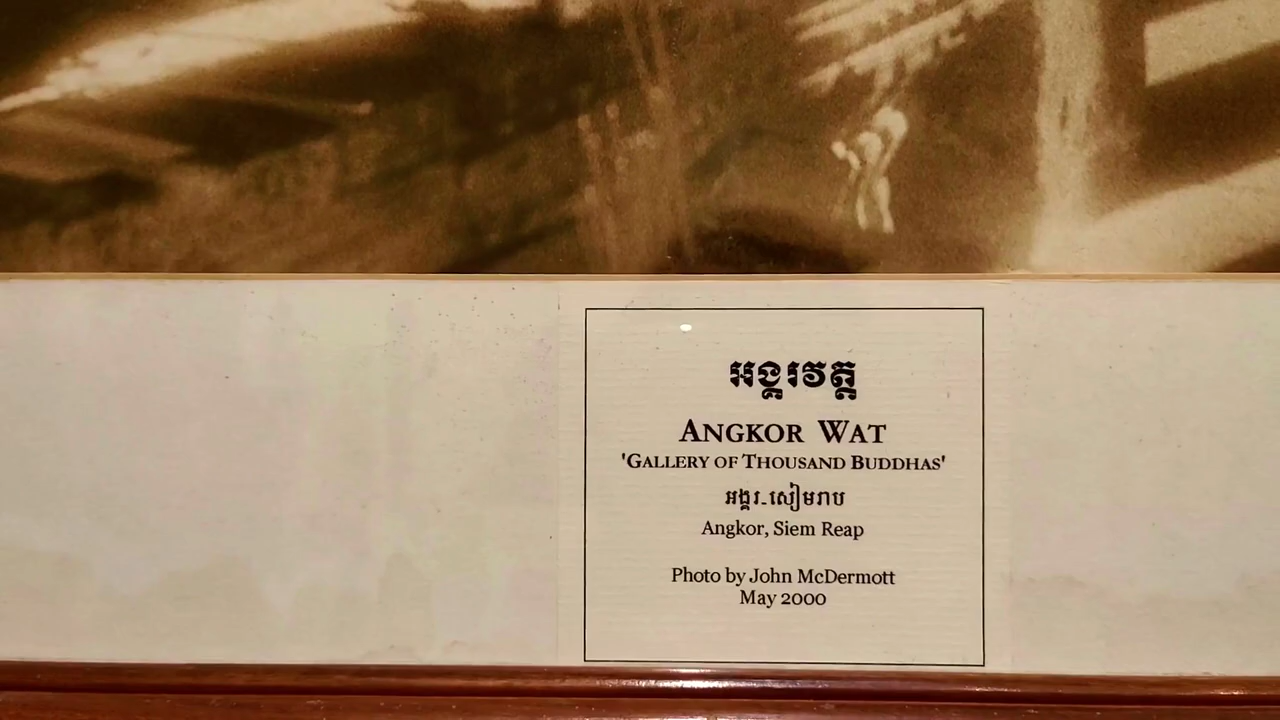 អង្គរវត្ត
ANGKOR WAT
'GALLERY OF THOUSAND BUDDHAS'
អង្គរ-សៀមរាប
Angkor, Siem Reap
Photo by John McDermott
May 2000